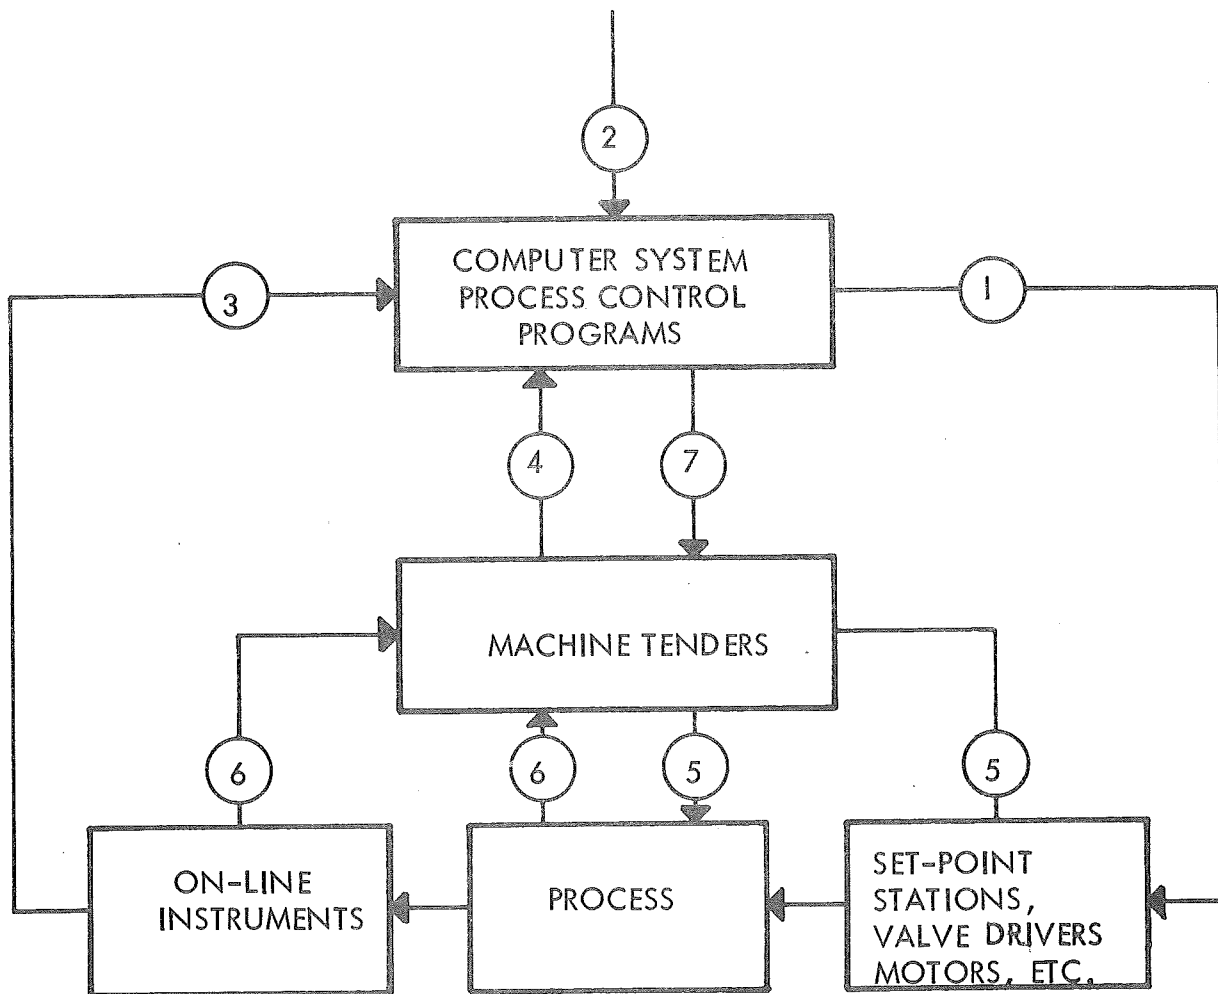 2
COMPUTER SYSTEM
PROCESS CONTROL
PROGRAMS
3
1
4
7
MACHINE TENDERS
6
6
5
5
ON-LINE
INSTRUMENTS
PROCESS
SET-POINT
STATIONS,
VALVE DRIVERS
MOTORS, ETC.